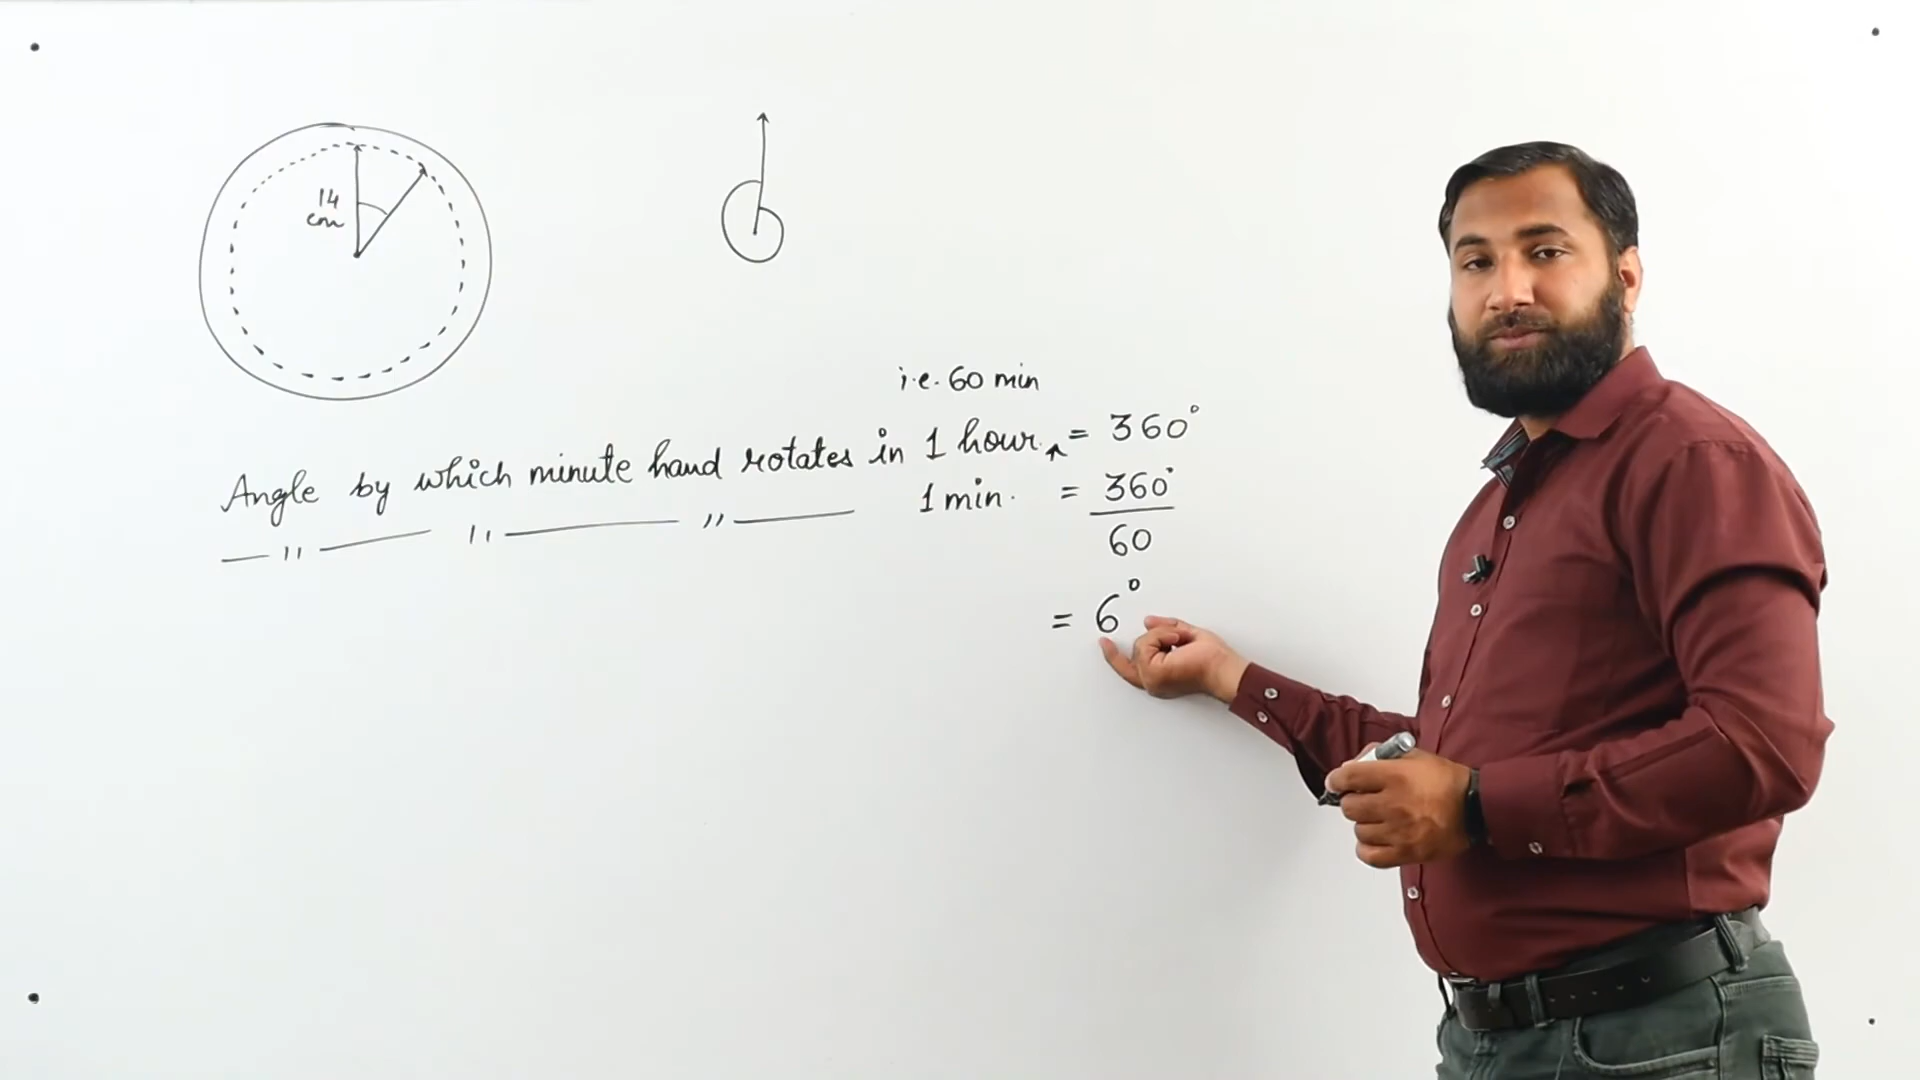 14
cm
i.e. 60 min
Angle by which minute hand rotates in 1 hour. = 360°
— " — " — " — 1 min. = 360°
60
= 6°